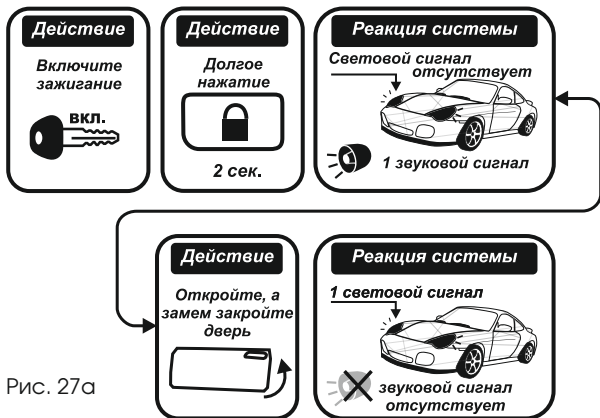 Действие
Включите
зажигание
вкл.
Действие
Долгое
нажатие
2 сек.
Реакция системы
Световой сигнал
отсутствует
1 звуковой сигнал
Действие
Откройте, а
замем закройте
дверь
Реакция системы
1 световой сигнал
звуковой сигнал
отсутствует
Рис. 27а